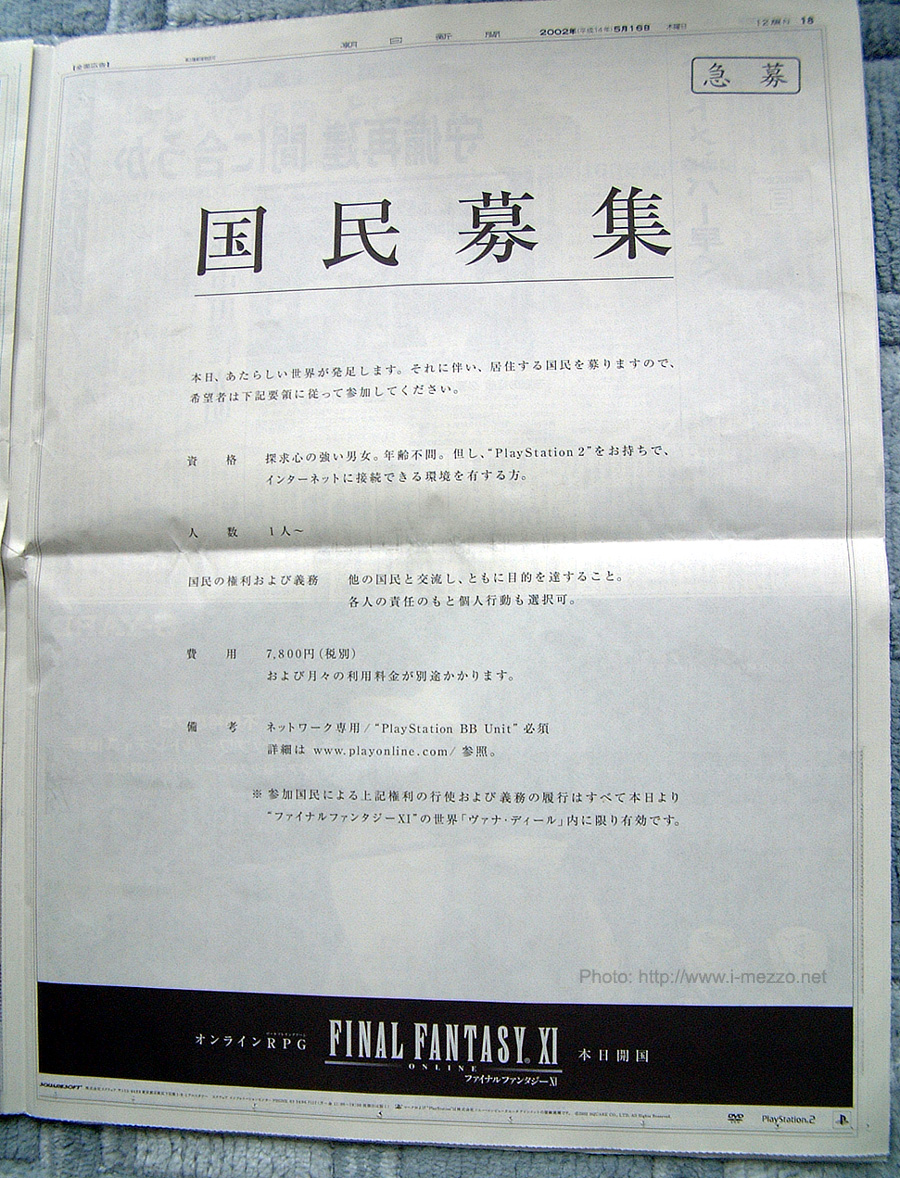 【全面広告】
朝日新聞
2002年(平成14年)5月16日 木曜日
18
急募
国民募集
本日、あたらしい世界が発足します。それに伴い、居住する国民を募りますので、
希望者は下記要領に従って参加してください。
資格 探求心の強い男女。年齢不問。但し、“PlayStation 2”をお持ちで、
インターネットに接続できる環境を有する方。
人数 1人〜
国民の権利および義務 他の国民と交流し、ともに目的を達すること。
各人の責任のもと個人行動も選択可。
費用 7,800円(税別)
および月々の利用料金が別途かかります。
備考 ネットワーク専用/“PlayStation BB Unit”必須
詳細は www.playonline.com/ 参照。
※ 参加国民による上記権利の行使および義務の履行はすべて本日より
“ファイナルファンタジーXI”の世界「ヴァナ・ディール」内に限り有効です。
Photo: http://www.i-mezzo.net
オンラインRPG FINAL FANTASY® XI 本日開国
ONLINE
ファイナルファンタジーXI
SQUARESOFT
DVD PlayStation®2